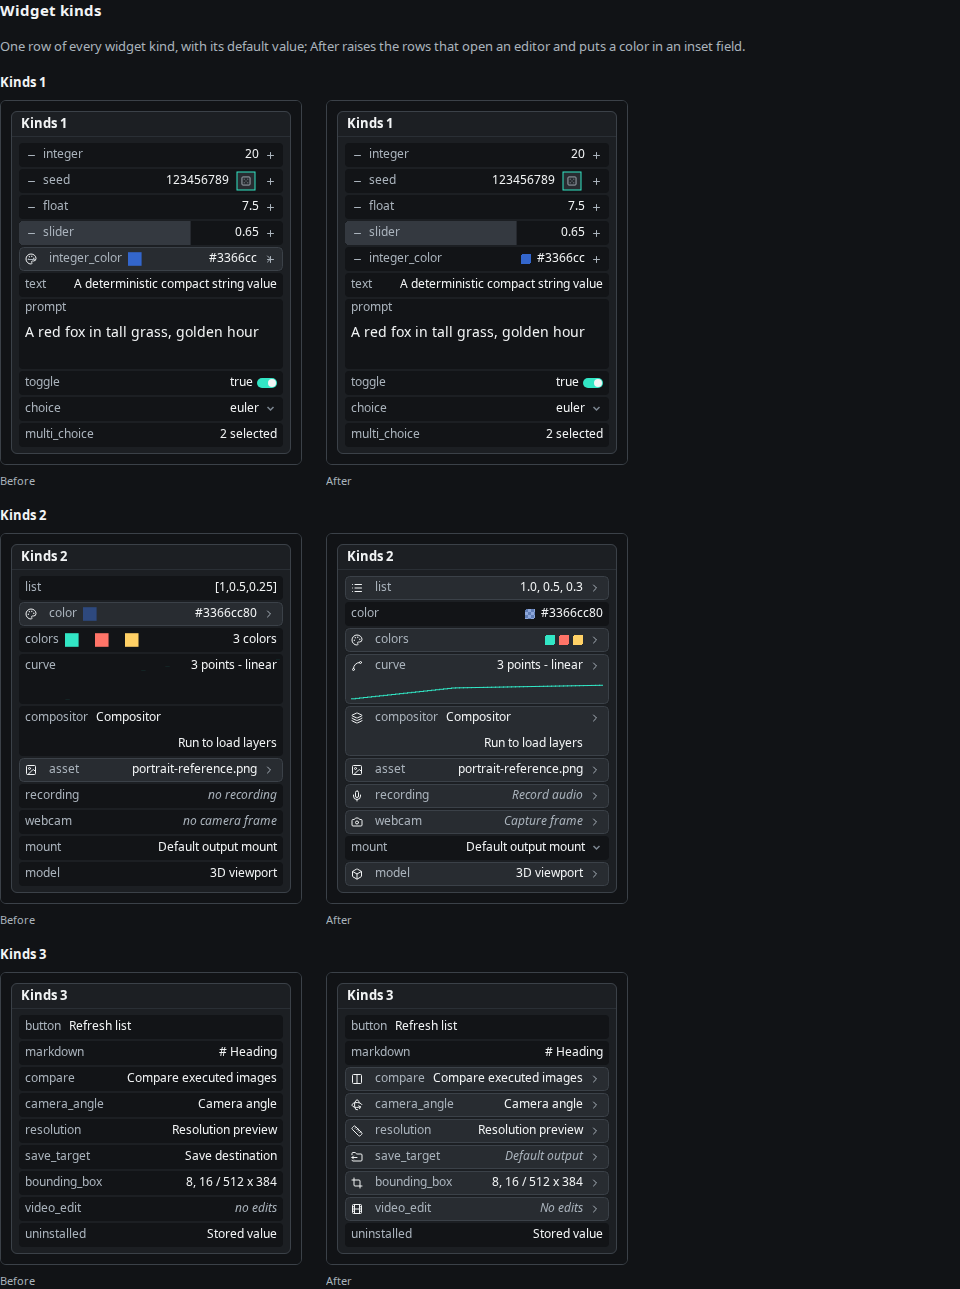 Widget kinds
One row of every widget kind, with its default value; After raises the rows that open an editor and puts a color in an inset field.
Kinds 1
Kinds 1
− integer 20 +
− seed 123456789 +
− float 7.5 +
− slider 0.65 +
integer_color #3366cc +
text A deterministic compact string value
prompt
A red fox in tall grass, golden hour
toggle true
choice euler
multi_choice 2 selected
Before
Kinds 1
− integer 20 +
− seed 123456789 +
− float 7.5 +
− slider 0.65 +
− integer_color #3366cc +
text A deterministic compact string value
prompt
A red fox in tall grass, golden hour
toggle true
choice euler
multi_choice 2 selected
After
Kinds 2
Kinds 2
list [1,0.5,0.25]
color #3366cc80
colors 3 colors
curve 3 points - linear
compositor Compositor
Run to load layers
asset portrait-reference.png
recording no recording
webcam no camera frame
mount Default output mount
model 3D viewport
Before
Kinds 2
list 1.0, 0.5, 0.3
color #3366cc80
colors
curve 3 points - linear
compositor Compositor
Run to load layers
asset portrait-reference.png
recording Record audio
webcam Capture frame
mount Default output mount
model 3D viewport
After
Kinds 3
Kinds 3
button Refresh list
markdown # Heading
compare Compare executed images
camera_angle Camera angle
resolution Resolution preview
save_target Save destination
bounding_box 8, 16 / 512 x 384
video_edit no edits
uninstalled Stored value
Before
Kinds 3
button Refresh list
markdown # Heading
compare Compare executed images
camera_angle Camera angle
resolution Resolution preview
save_target Default output
bounding_box 8, 16 / 512 x 384
video_edit No edits
uninstalled Stored value
After